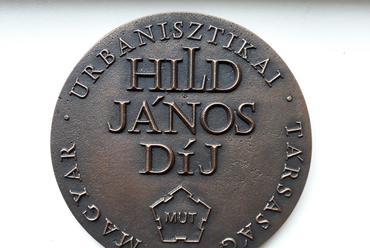 MAGYAR · URBANISZTIKAI · TÁRSASÁG
HILD
JÁNOS
DÍJ
MUT